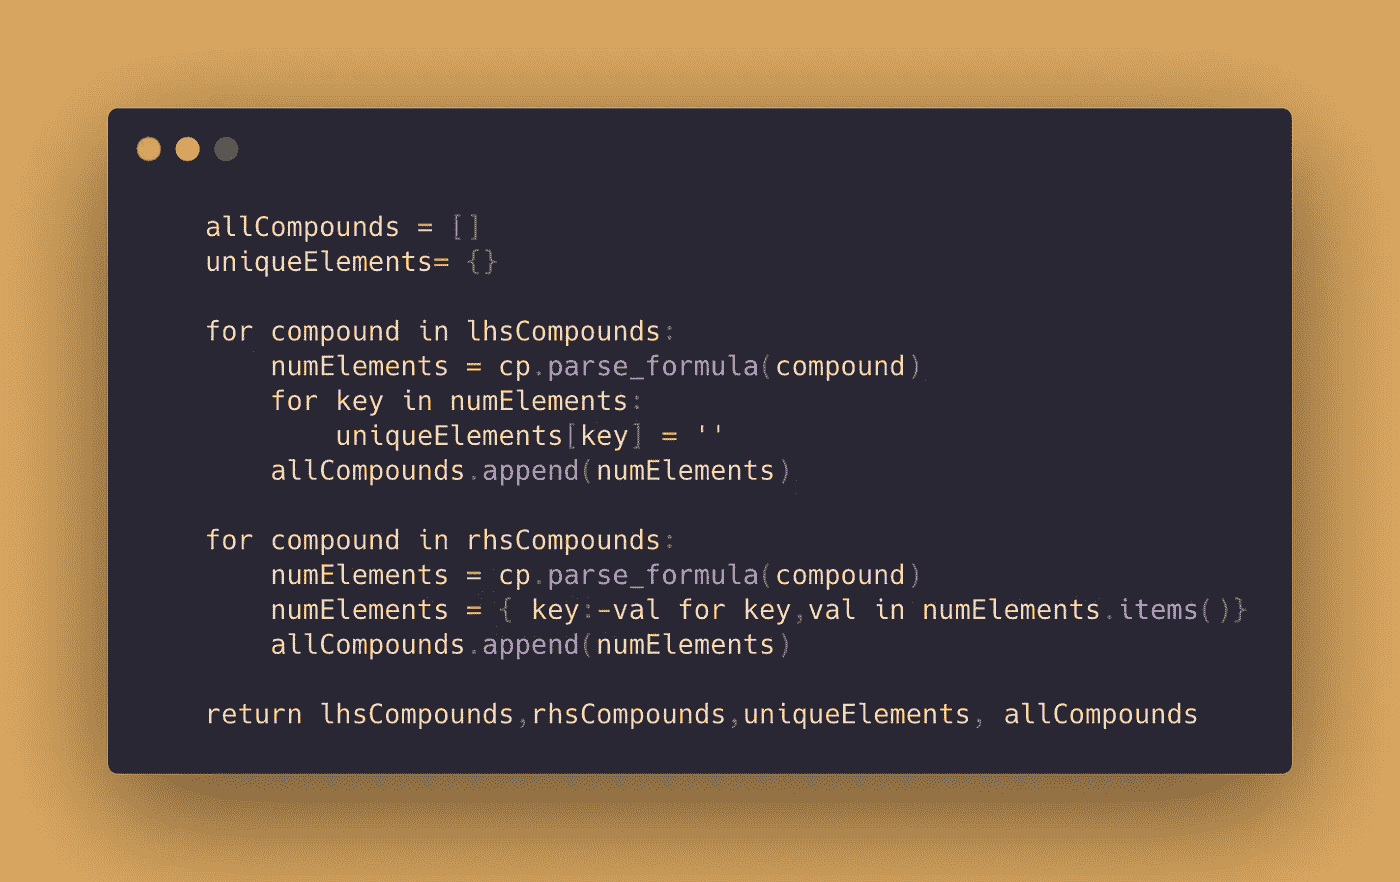 allCompounds = []
uniqueElements= {}
for compound in lhsCompounds:
    numElements = cp.parse_formula(compound)
    for key in numElements:
        uniqueElements[key] = ''
    allCompounds.append(numElements)
for compound in rhsCompounds:
    numElements = cp.parse_formula(compound)
    numElements = { key:-val for key,val in numElements.items()}
    allCompounds.append(numElements)
return lhsCompounds,rhsCompounds,uniqueElements, allCompounds